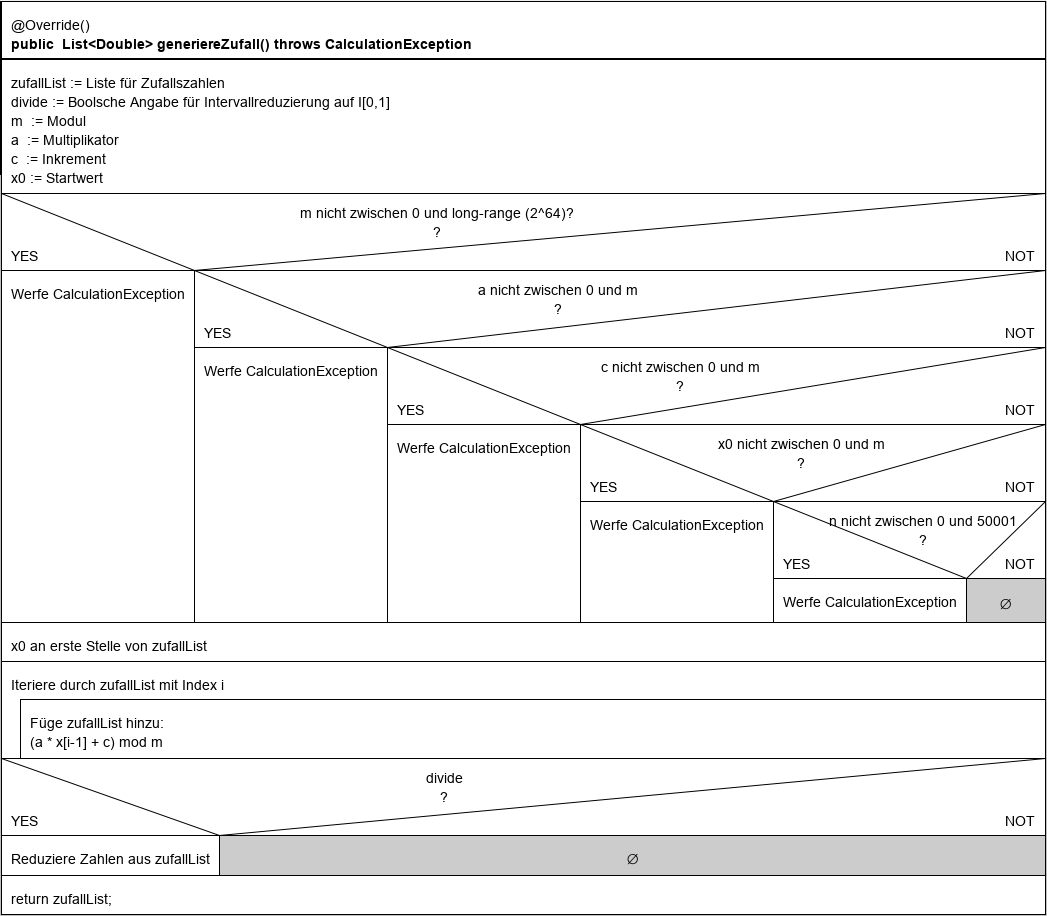 @Override()
public  List<Double> generiereZufall() throws CalculationException
zufallList := Liste für Zufallszahlen
divide := Boolsche Angabe für Intervallreduzierung auf I[0,1]
m  := Modul
a  := Multiplikator
c  := Inkrement
x0 := Startwert
m nicht zwischen 0 und long-range (2^64)?
?
YES
NOT
Werfe CalculationException
a nicht zwischen 0 und m
?
YES
NOT
Werfe CalculationException
c nicht zwischen 0 und m
?
YES
NOT
Werfe CalculationException
x0 nicht zwischen 0 und m
?
YES
NOT
Werfe CalculationException
n nicht zwischen 0 und 50001
?
YES
NOT
Werfe CalculationException
∅
x0 an erste Stelle von zufallList
Iteriere durch zufallList mit Index i
Füge zufallList hinzu:
(a * x[i-1] + c) mod m
divide
?
YES
NOT
Reduziere Zahlen aus zufallList
∅
return zufallList;